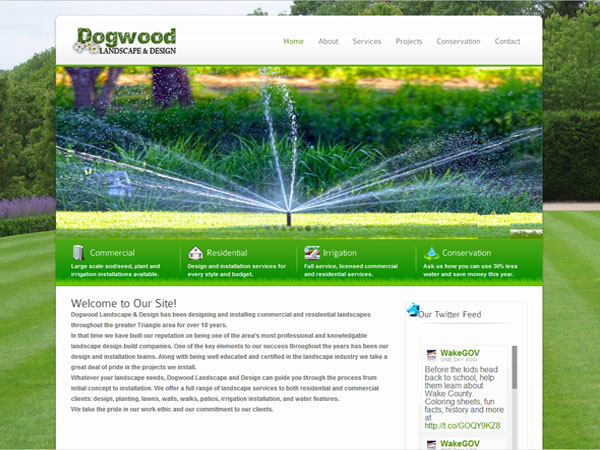 Dogwood
LANDSCAPE & DESIGN
Home About Services Projects Conservation Contact
Commercial
Large scale sod/seed, plant and
irrigation installations available.
Residential
Design and installation services for
every style and budget.
Irrigation
Full service, licensed commercial
and residential services.
Conservation
Ask us how you can use 30% less
water and save money this year.
Welcome to Our Site!
Dogwood Landscape & Design has been designing and installing commercial and residential landscapes
throughout the greater Triangle area for over 18 years.
In that time we have built our reputation on being one of the area's most professional and knowledgable
landscape design-build companies. One of the key elements to our success throughout the years has been our
design and installation teams. Along with being well educated and certified in the landscape industry we take a
great deal of pride in the projects we install.
Whatever your landscape needs, Dogwood Landscape and Design can guide you through the process from
initial concept to installation. We offer a full range of landscape services to both residential and commercial
clients: design, planting, lawns, walls, walks, patios, irrigation installation, and water features.
We take the pride in our work ethic and our commitment to our clients.
Our Twitter Feed
WakeGOV
ONE DAY AGO
Before the kids head
back to school, help
them learn about
Wake County.
Coloring sheets, fun
facts, history and more
at
http://t.co/GOQY9KZ8
WakeGOV
ONE DAY AGO